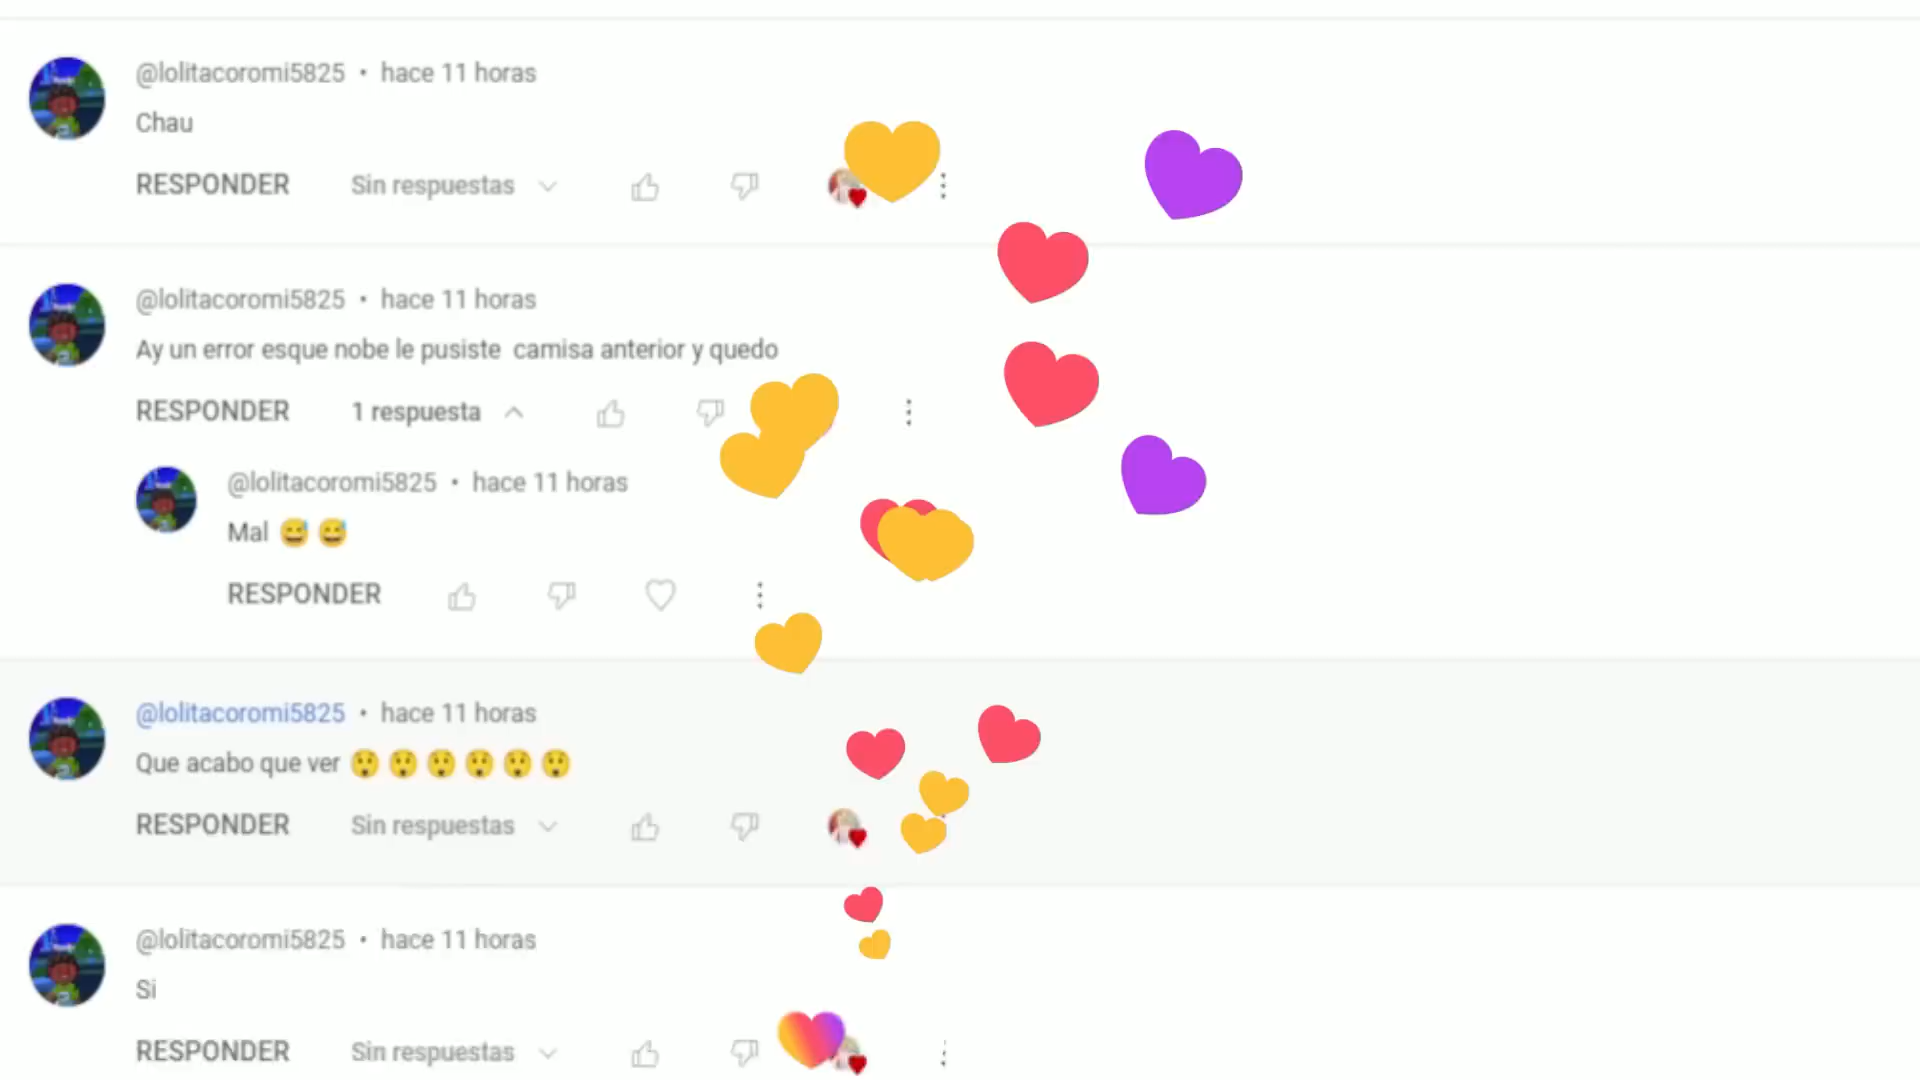 @lolitacoromi5825 • hace 11 horas
Chau
RESPONDER Sin respuestas
@lolitacoromi5825 • hace 11 horas
Ay un error esque nobe le pusiste camisa anterior y quedo
RESPONDER 1 respuesta
@lolitacoromi5825 • hace 11 horas
Mal 😅 😅
RESPONDER
@lolitacoromi5825 • hace 11 horas
Que acabo que ver 😲 😲 😲 😲 😲 😲
RESPONDER Sin respuestas
@lolitacoromi5825 • hace 11 horas
Si
RESPONDER Sin respuestas